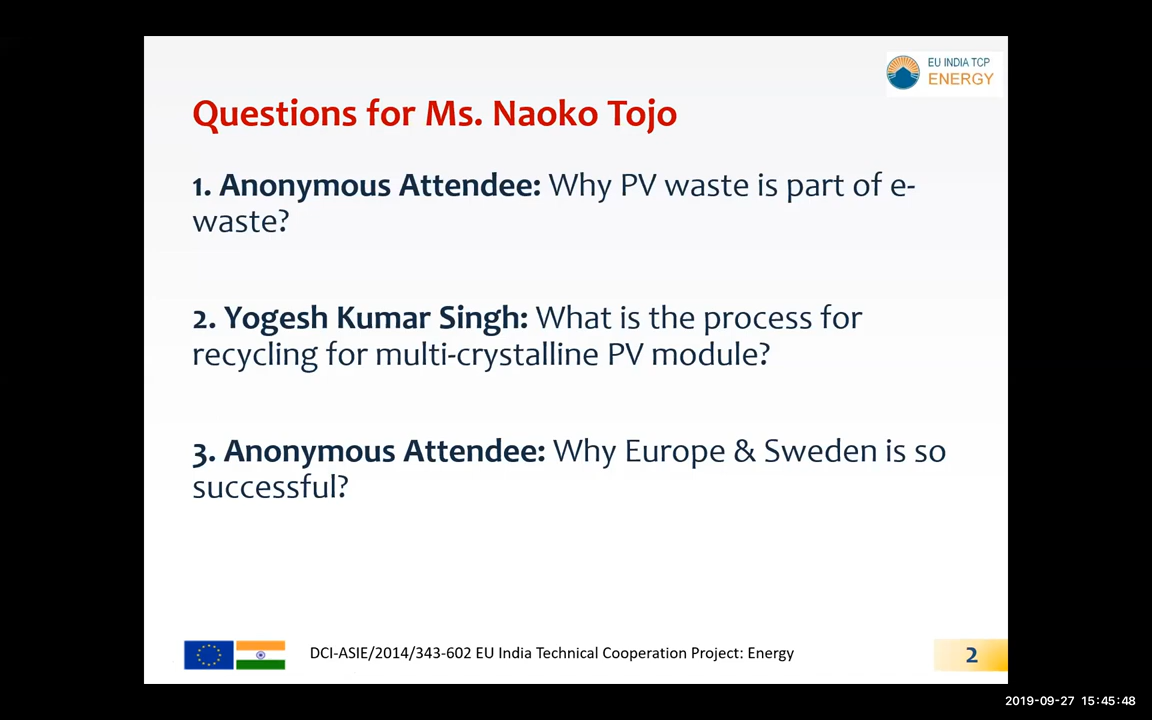 EU INDIA TCP
ENERGY
Questions for Ms. Naoko Tojo
1. Anonymous Attendee: Why PV waste is part of e-
waste?
2. Yogesh Kumar Singh: What is the process for
recycling for multi-crystalline PV module?
3. Anonymous Attendee: Why Europe & Sweden is so
successful?
DCI-ASIE/2014/343-602 EU India Technical Cooperation Project: Energy
2
2019-09-27 15:45:48